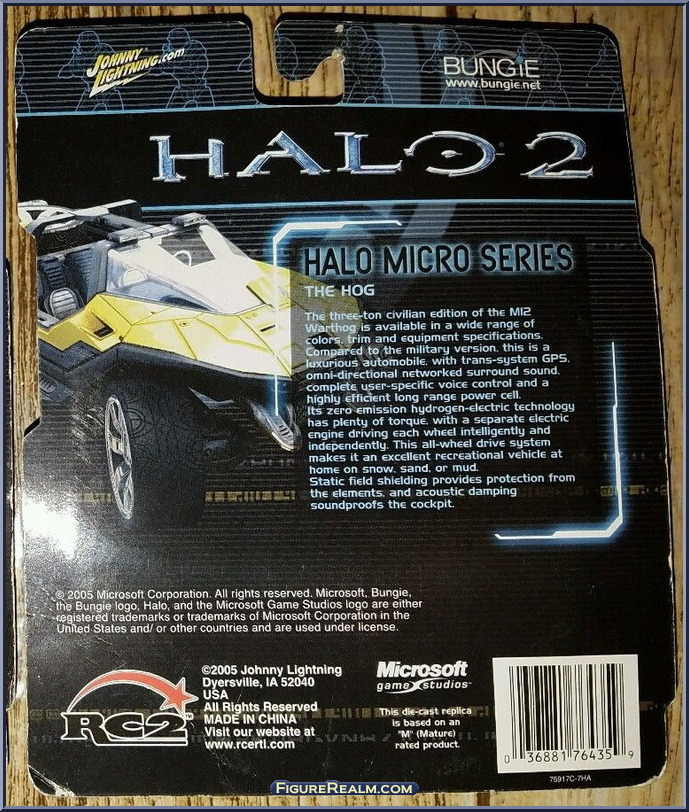 JOHNNY LIGHTNING.com
BUNGIE
www.bungie.net
HALO 2
HALO MICRO SERIES
THE HOG
The three-ton civilian edition of the M12
Warthog is available in a wide range of
colors, trim and equipment specifications.
Compared to the military version, this is a
luxurious automobile, with trans-system GPS,
omni-directional networked surround sound,
complete user-specific voice control and a
highly efficient long range power cell.
Its zero emission hydrogen-electric technology
has plenty of torque, with a separate electric
engine driving each wheel intelligently and
independently. This all-wheel drive system
makes it an excellent recreational vehicle at
home on snow, sand, or mud.
Static field shielding provides protection from
the elements, and acoustic damping
soundproofs the cockpit.
© 2005 Microsoft Corporation. All rights reserved. Microsoft, Bungie,
the Bungie logo, Halo, and the Microsoft Game Studios logo are either
registered trademarks or trademarks of Microsoft Corporation in the
United States and/ or other countries and are used under license.
RC2™
©2005 Johnny Lightning
Dyersville, IA 52040
USA
All Rights Reserved
MADE IN CHINA
Visit our website at
www.rcertl.com
Microsoft
game studios™
This die-cast replica
is based on an
"M" (Mature)
rated product.
0 36881 76435 9
75917C-7HA
FIGUREREALM.COM